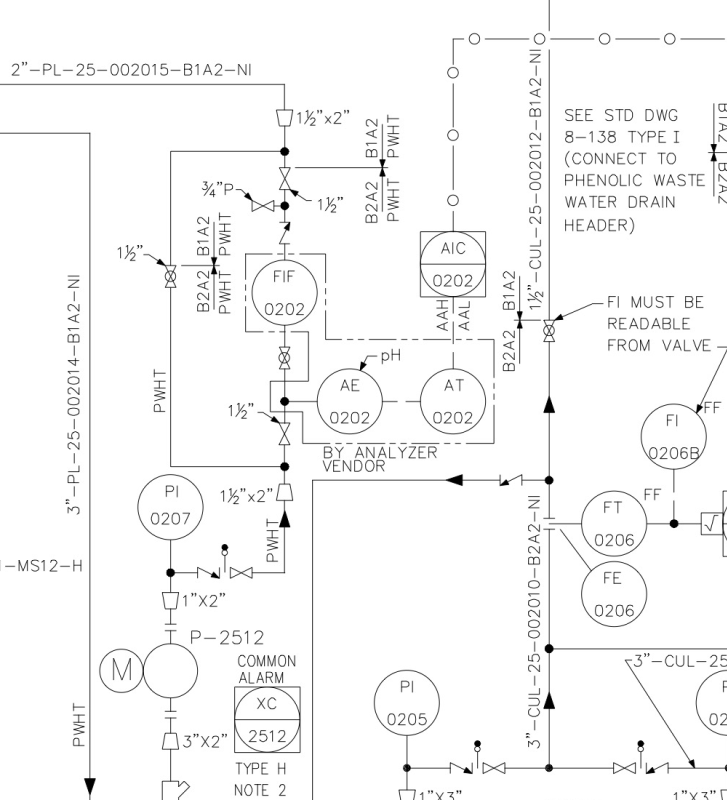 2"-PL-25-002015-B1A2-NI
1½"x2"
B1A2
PWHT
B2A2
PWHT
¾"P
1½"
1½"
B1A2
PWHT
B2A2
PWHT
FIF
0202
AIC
0202
AAH
AAL
1½"-CUL-25-002012-B1A2-NI
SEE STD DWG
8-138 TYPE I
(CONNECT TO
PHENOLIC WASTE
WATER DRAIN
HEADER)
B1A2
B2A2
B1A2
B2A2
FI MUST BE
READABLE
FROM VALVE
3"-PL-25-002014-B1A2-NI
PWHT
pH
AE
0202
AT
0202
1½"
BY ANALYZER
VENDOR
FI
0206B
FF
PI
0207
1½"x2"
PWHT
FF
FT
0206
FE
0206
√
1-MS12-H
1"X2"
P-2512
M
COMMON
ALARM
XC
2512
TYPE H
NOTE 2
3"X2"
PWHT
3"-CUL-25-002010-B2A2-NI
3"-CUL-25
PI
0205
1"X3"
1"X3"